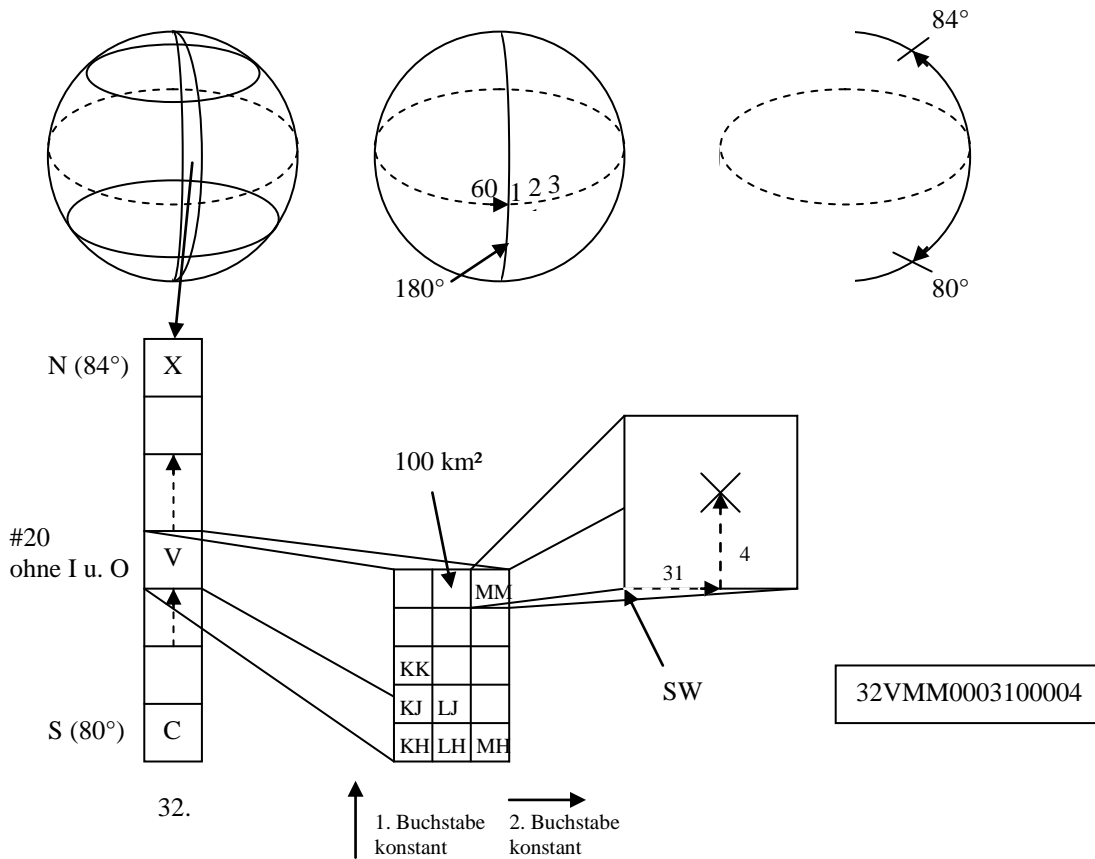 84°
60 1 2 3
180°
80°
N (84°) X
100 km²
#20
ohne I u. O
V
4
31
MM
KK
SW
KJ LJ
32VMM0003100004
S (80°) C
KH LH MH
32.
1. Buchstabe
konstant
2. Buchstabe
konstant